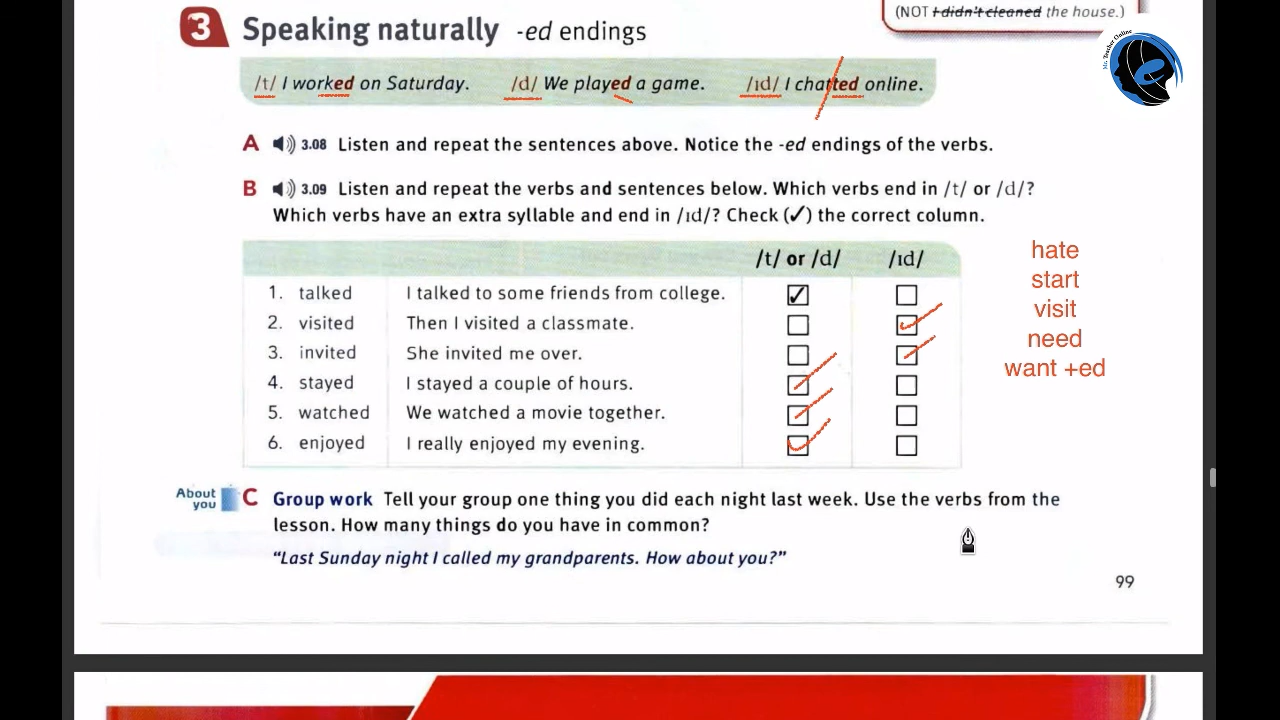 (NOT I didn't cleaned the house.)
3 Speaking naturally -ed endings
Mr. Teacher Online
/t/ I worked on Saturday. /d/ We played a game. /ɪd/ I chatted online.
A 3.08 Listen and repeat the sentences above. Notice the -ed endings of the verbs.
B 3.09 Listen and repeat the verbs and sentences below. Which verbs end in /t/ or /d/?
Which verbs have an extra syllable and end in /ɪd/? Check (✓) the correct column.
/t/ or /d/ /ɪd/
1. talked I talked to some friends from college. ✓
2. visited Then I visited a classmate.
3. invited She invited me over.
4. stayed I stayed a couple of hours.
5. watched We watched a movie together.
6. enjoyed I really enjoyed my evening.
hate
start
visit
need
want +ed
About
you
C Group work Tell your group one thing you did each night last week. Use the verbs from the
lesson. How many things do you have in common?
"Last Sunday night I called my grandparents. How about you?"
99